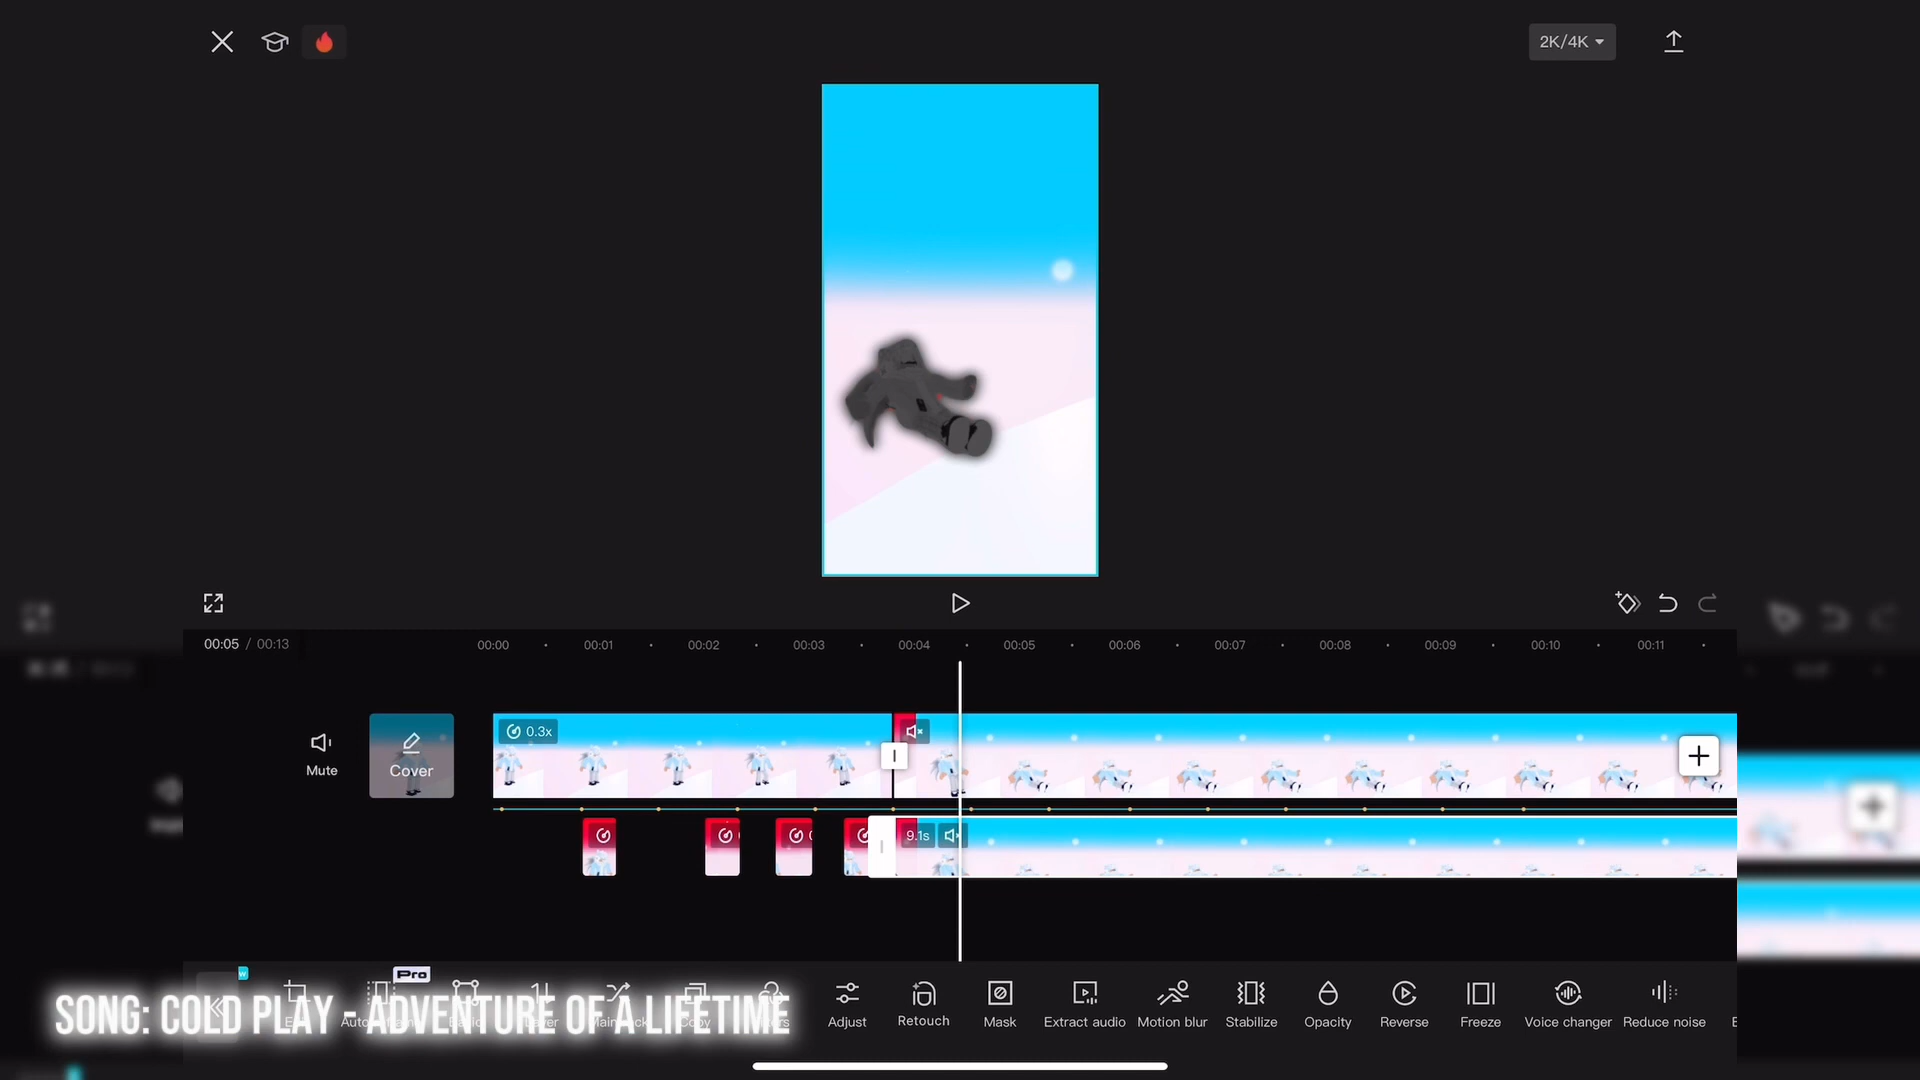 2K/4K
00:05 / 00:13
00:00
00:01
00:02
00:03
00:04
00:05
00:06
00:07
00:08
00:09
00:10
00:11
0.3x
Mute
Cover
9.1s
Pro
SONG: COLD PLAY - ADVENTURE OF A LIFETIME
Adjust
Retouch
Mask
Extract audio
Motion blur
Stabilize
Opacity
Reverse
Freeze
Voice changer
Reduce noise